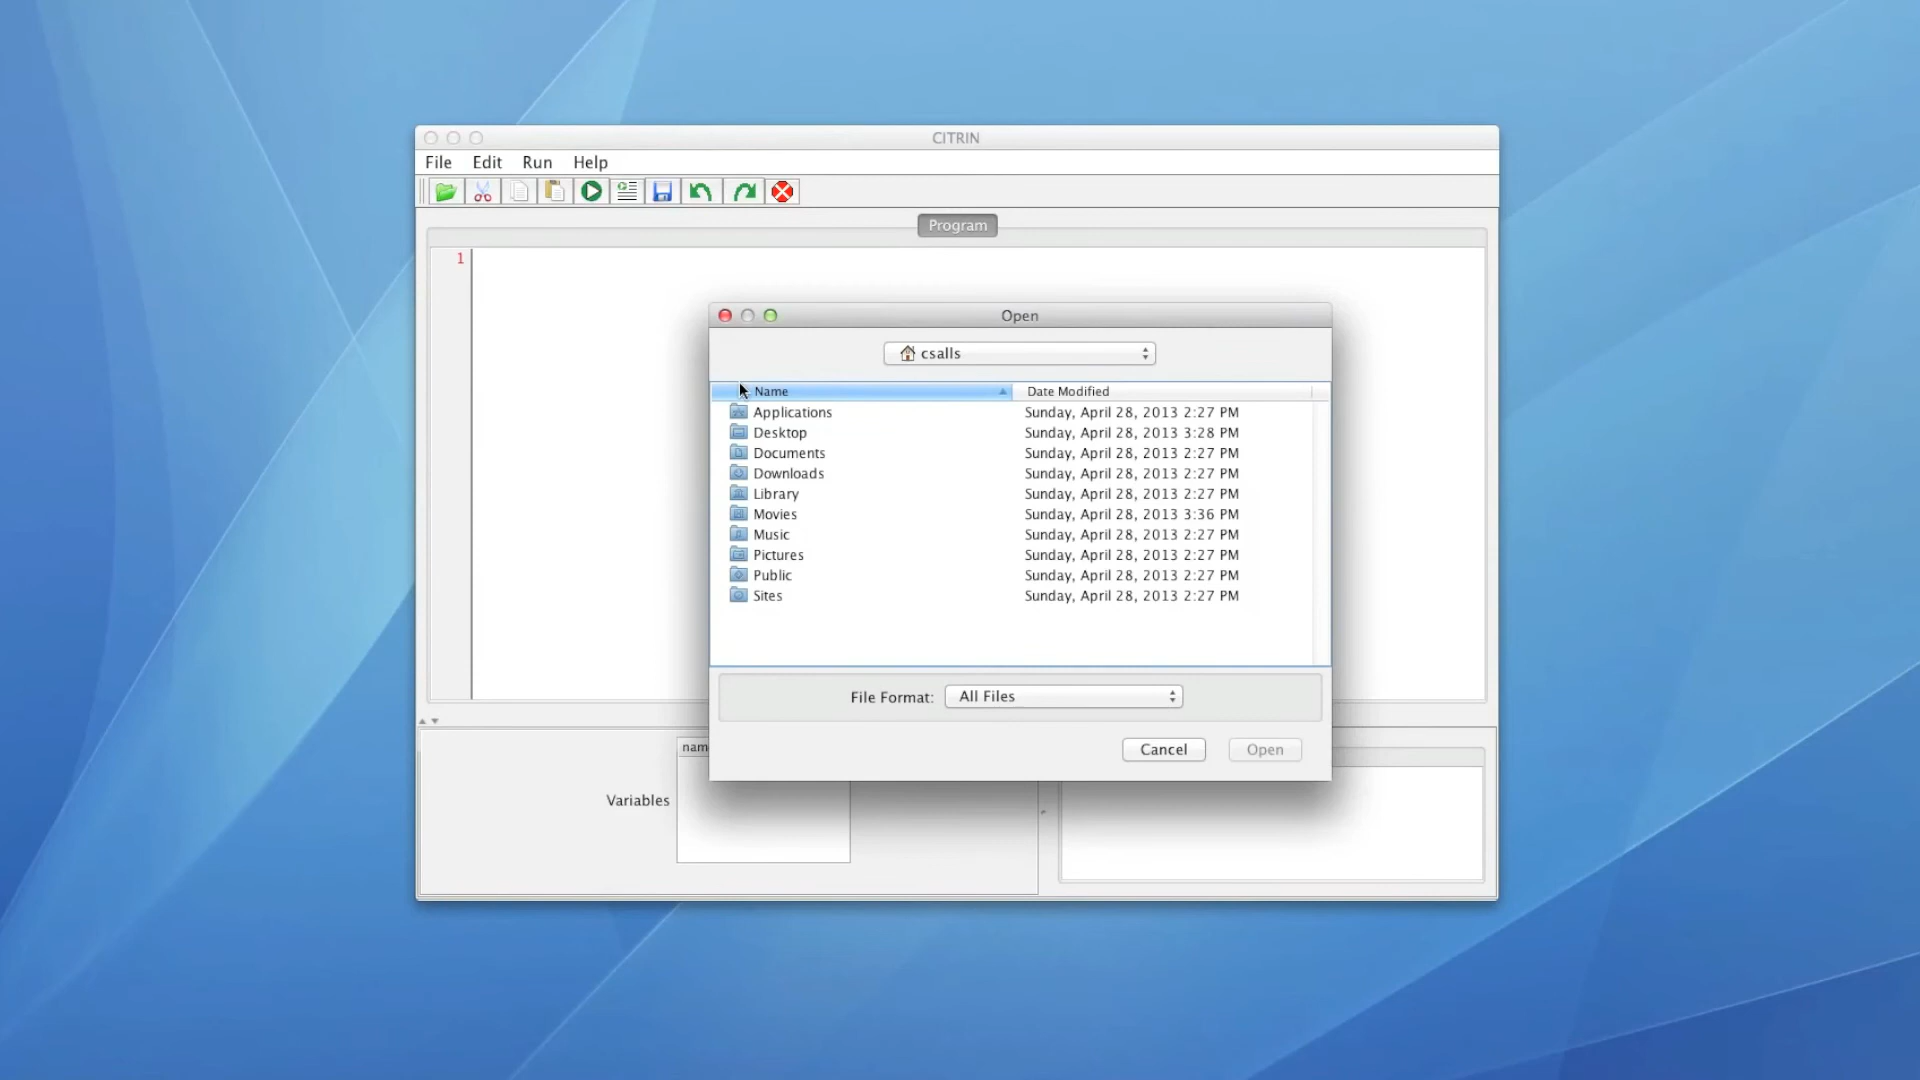 CITRIN
File Edit Run Help
Program
1
Open
csalls
Name Date Modified
Applications Sunday, April 28, 2013 2:27 PM
Desktop Sunday, April 28, 2013 3:28 PM
Documents Sunday, April 28, 2013 2:27 PM
Downloads Sunday, April 28, 2013 2:27 PM
Library Sunday, April 28, 2013 2:27 PM
Movies Sunday, April 28, 2013 3:36 PM
Music Sunday, April 28, 2013 2:27 PM
Pictures Sunday, April 28, 2013 2:27 PM
Public Sunday, April 28, 2013 2:27 PM
Sites Sunday, April 28, 2013 2:27 PM
File Format: All Files
Cancel Open
nam
Variables